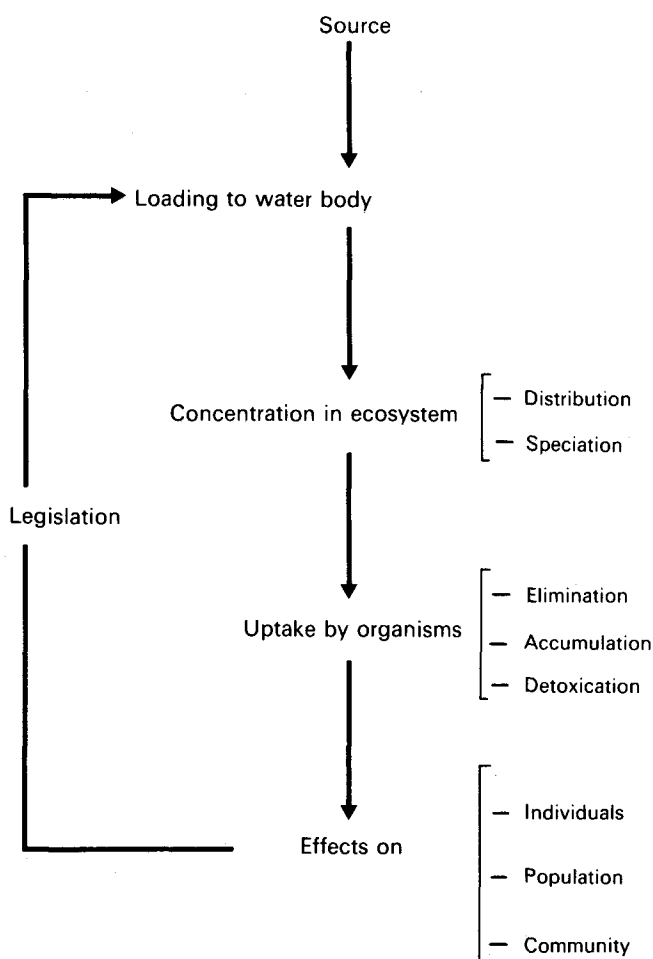 Source
Loading to water body
Concentration in ecosystem
– Distribution
– Speciation
Legislation
Uptake by organisms
– Elimination
– Accumulation
– Detoxication
Effects on
– Individuals
– Population
– Community